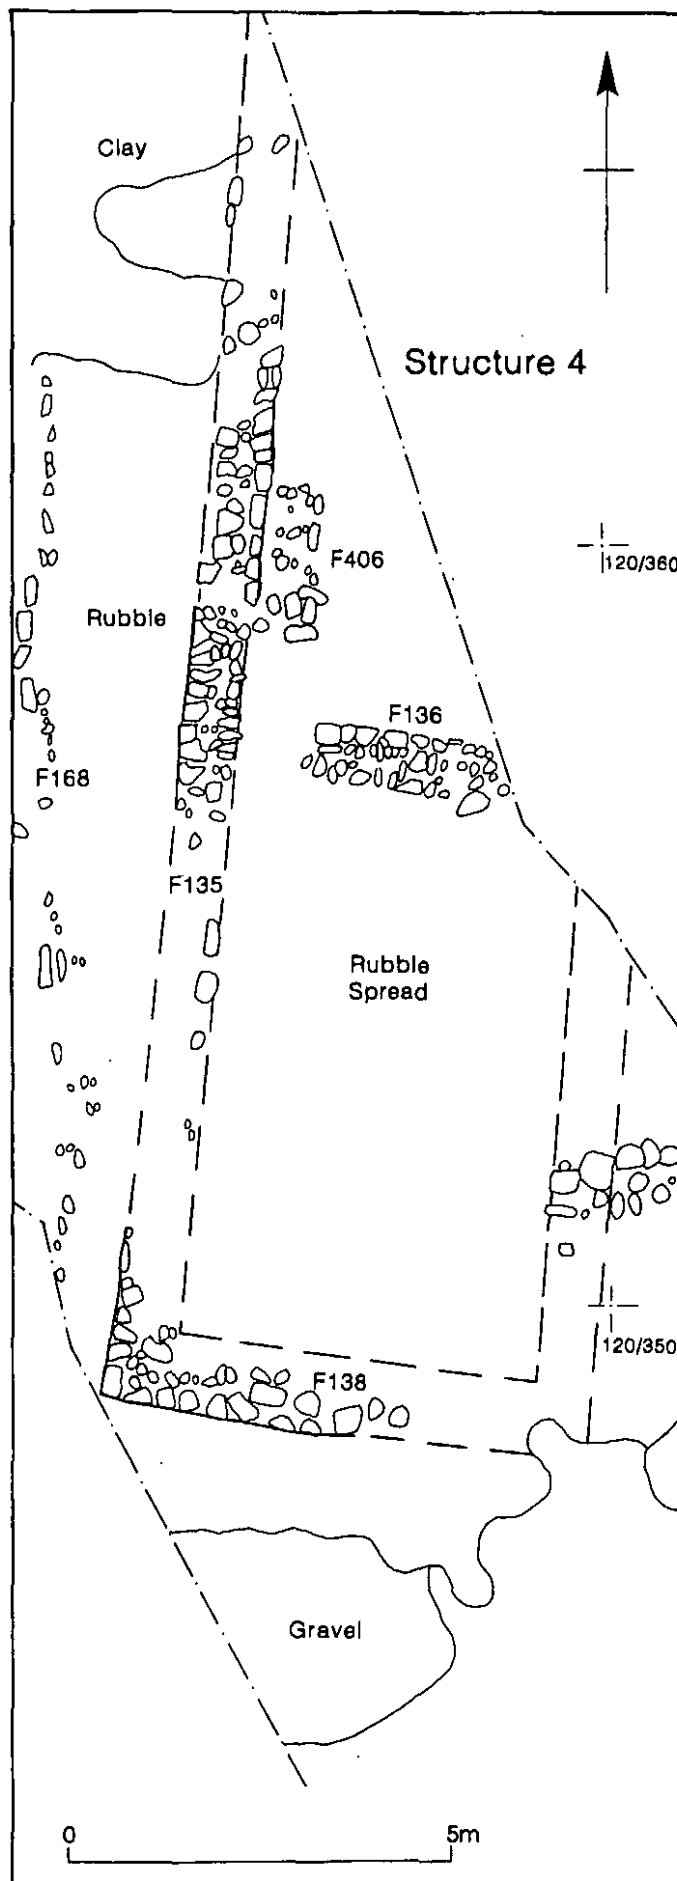 Clay
Structure 4
120/360
F406
Rubble
F136
F168
F135
Rubble
Spread
120/350
F138
Gravel
0 5m